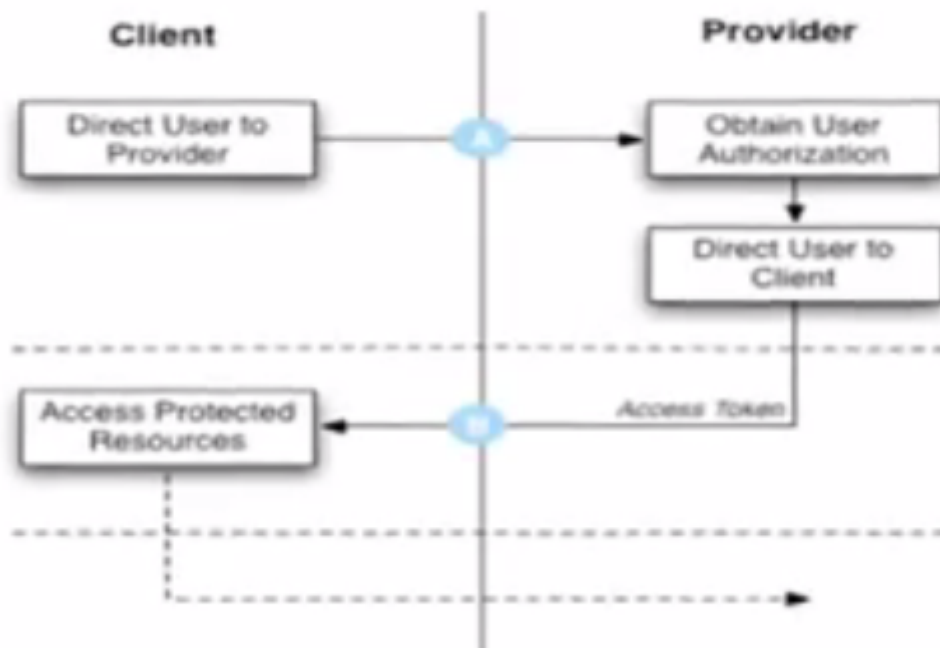 Client
Provider
Direct User to
Provider
A
Obtain User
Authorization
Direct User to
Client
Access Token
Access Protected
Resources
B